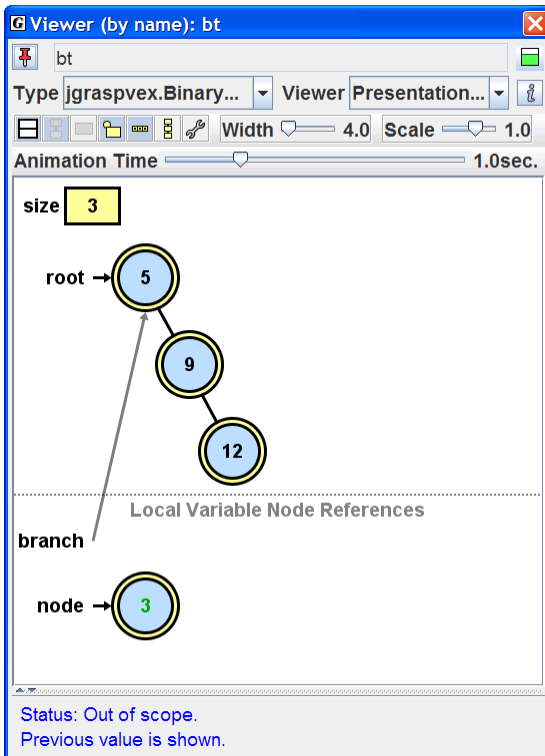 G Viewer (by name): bt
bt
Type jgraspvex.Binary... Viewer Presentation... i
Width 4.0 Scale 1.0
Animation Time 1.0sec.
size 3
root 5
9
12
Local Variable Node References
branch
node 3
Status: Out of scope.
Previous value is shown.